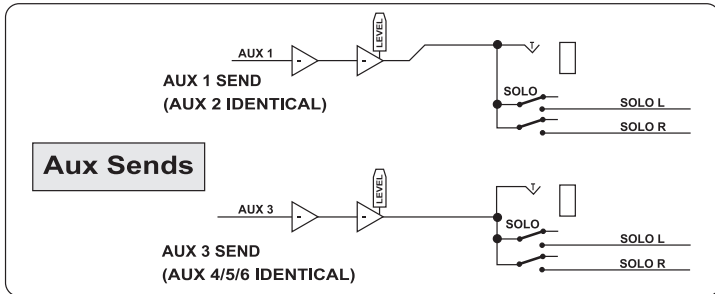 LEVEL
AUX 1
AUX 1 SEND
(AUX 2 IDENTICAL)
T
SOLO
SOLO L
SOLO R
Aux Sends
LEVEL
AUX 3
AUX 3 SEND
(AUX 4/5/6 IDENTICAL)
T
SOLO
SOLO L
SOLO R